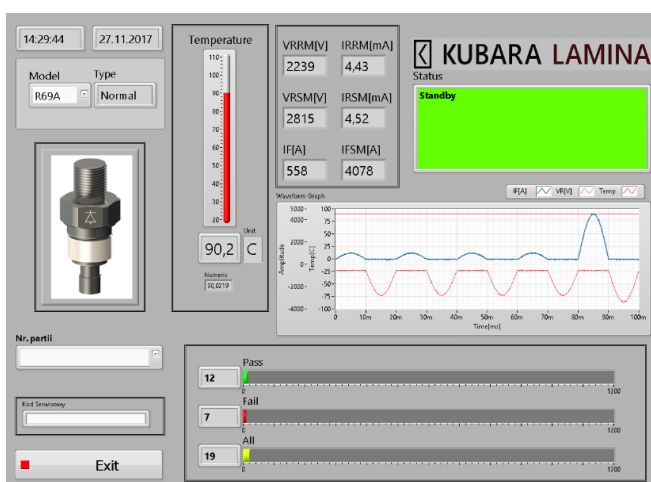 14:29:44
27.11.2017
Model
Type
R69A
Normal
Temperature
110
100
90
80
70
60
50
40
30
20
Unit
90,2
C
Numeric
90,0219
VRRM[V]
IRRM[mA]
2239
4,43
VRSM[V]
IRSM[mA]
2815
4,52
IF[A]
IFSM[A]
558
4078
KUBARA LAMINA
Status
Standby
Waveform Graph
IF[A]
VR[V]
Temp
Amplitude
5000
4000
2000
0
-2000
-4000
Temp[C]
100
75
50
25
0
-25
-50
-75
-100
0 10m 20m 30m 40m 50m 60m 70m 80m 90m 100m
Time[ms]
Nr. partii
Kod Serwisowy
Exit
Pass
12
0 1200
Fail
7
0 1200
All
19
0 1200